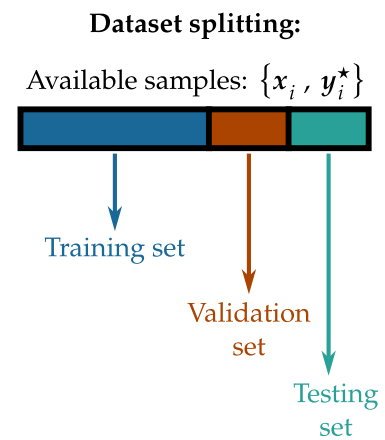 Dataset splitting:
Available samples: {xᵢ , yᵢ★}
Training set
Validation
set
Testing
set